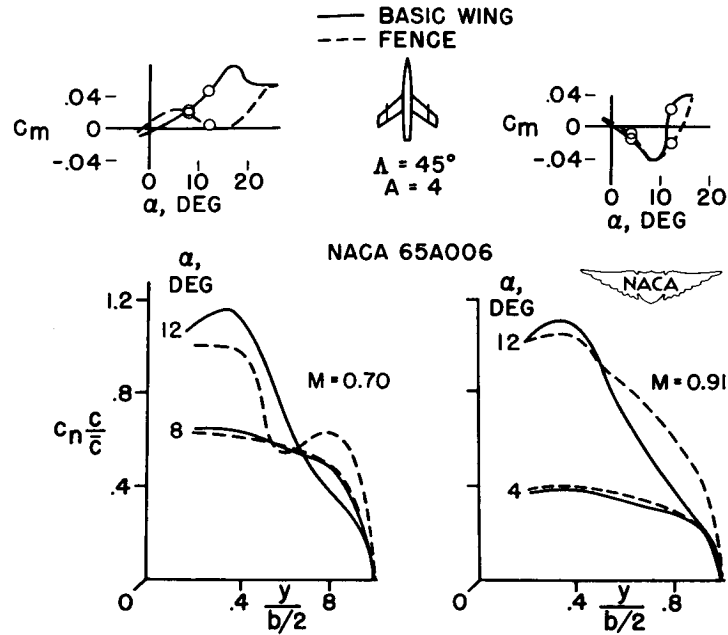 BASIC WING
FENCE
.04
Cm 0
-.04
0 10 20
α, DEG
Λ = 45°
A = 4
.04
Cm 0
-.04
0 10 20
α, DEG
NACA 65A006
NACA
α,
DEG
1.2
12
M = 0.70
.8
cn c/c̄
8
.4
0
.4 y/b/2 .8
α,
DEG
12
M = 0.91
4
0
.4 y/b/2 .8